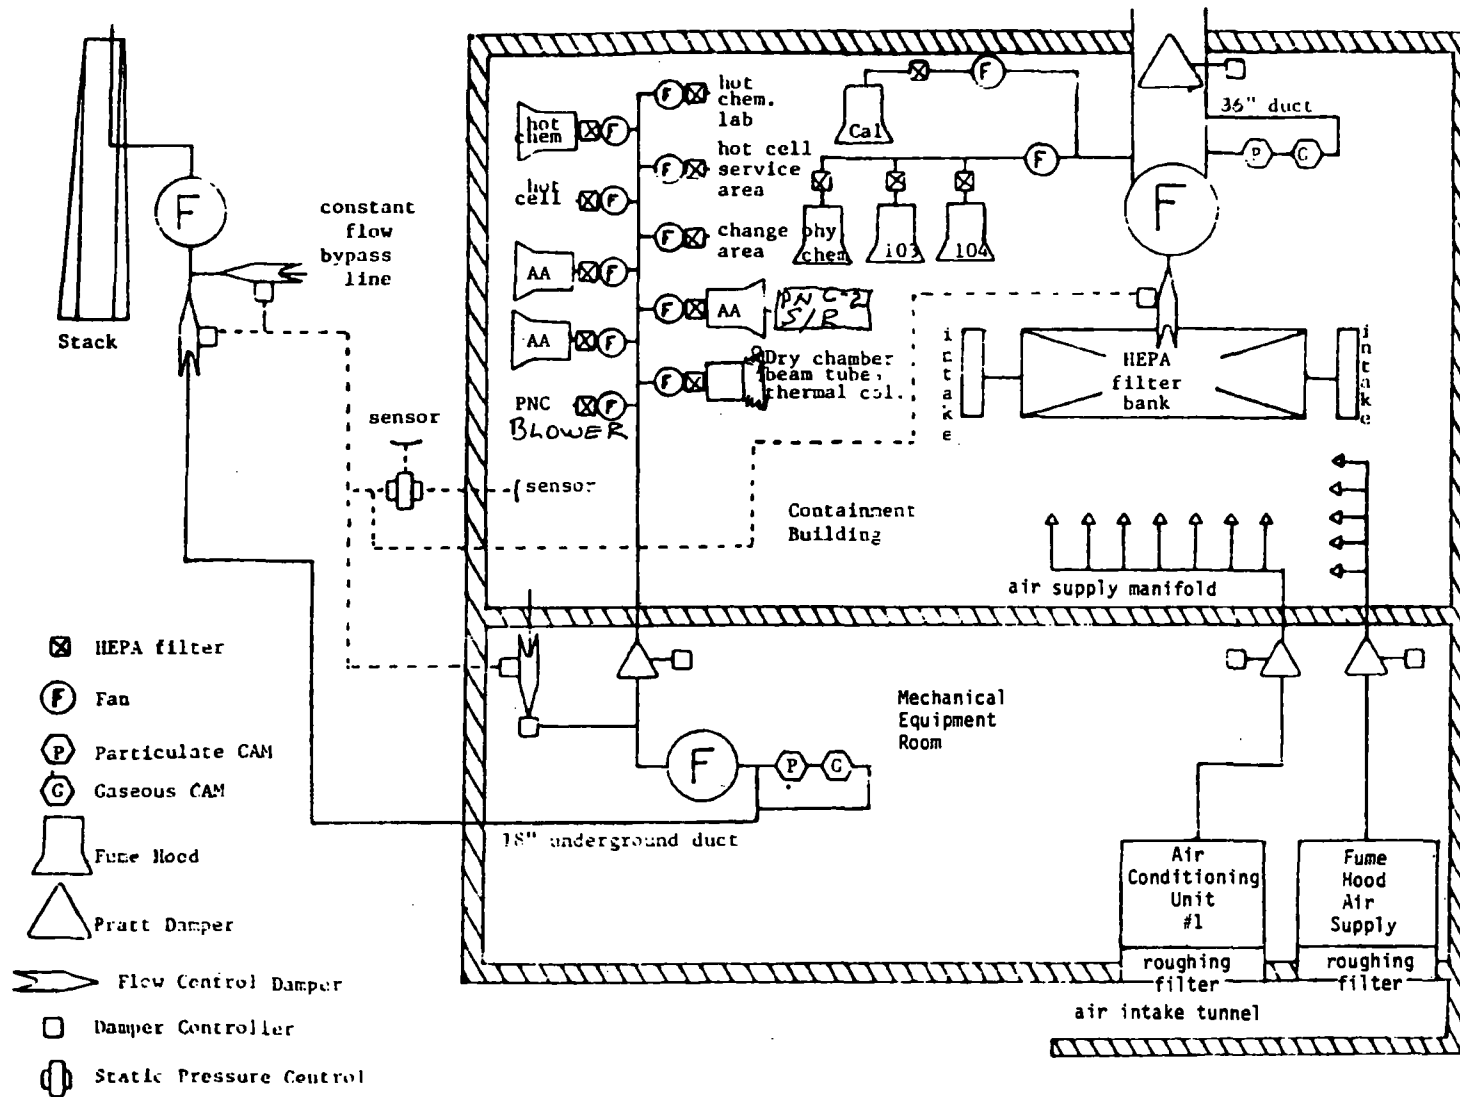 Stack
F
constant
flow
bypass
line
sensor
sensor
hot
chem
F
F
hot
chem.
lab
hot
cell
F
F
hot cell
service
area
AA
F
F
change
area
AA
F
F
AA
PNC-2
S/R
PNC
BLOWER
F
F
Dry chamber
beam tube,
thermal col.
Cal
F
phy
chem
103
104
F
36" duct
P
G
F
intake
HEPA
filter
bank
intake
Containment
Building
air supply manifold
Mechanical
Equipment
Room
F
P
G
18" underground duct
Air
Conditioning
Unit
#1
roughing
filter
Fume
Hood
Air
Supply
roughing
filter
air intake tunnel
HEPA filter
F
Fan
P
Particulate CAM
G
Gaseous CAM
Fume Hood
Pratt Damper
Flow Control Damper
Damper Controller
Static Pressure Control